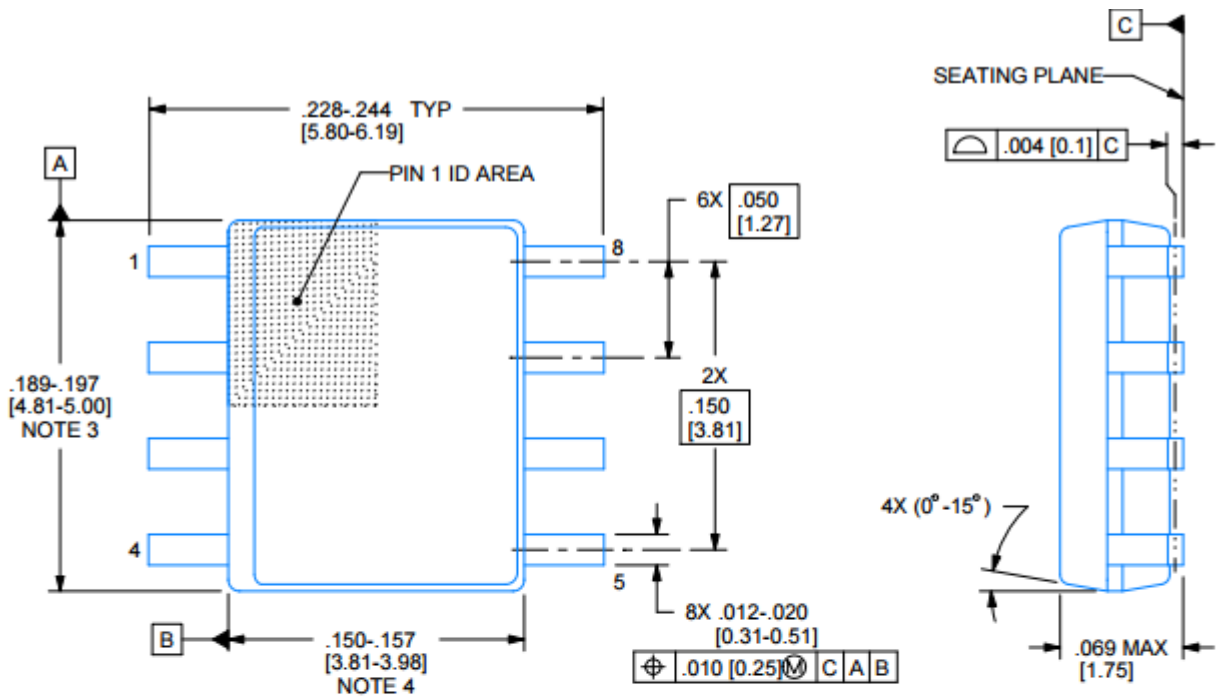 C
SEATING PLANE
.004 [0.1] C
.228-.244 TYP
[5.80-6.19]
A
PIN 1 ID AREA
6X .050
[1.27]
1
8
2X
.150
[3.81]
.189-.197
[4.81-5.00]
NOTE 3
4X (0°-15°)
4
5
8X .012-.020
[0.31-0.51]
.010 [0.25]Ⓜ C A B
B
.150-.157
[3.81-3.98]
NOTE 4
.069 MAX
[1.75]